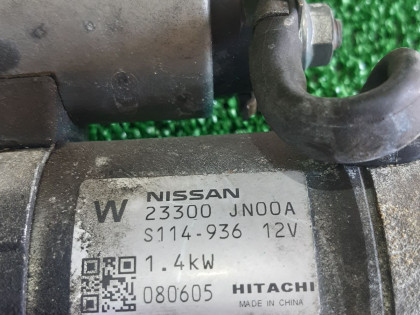 W NISSAN
23300 JN00A
S114-936 12V
1.4kW
080605 HITACHI
MADE IN CHINA